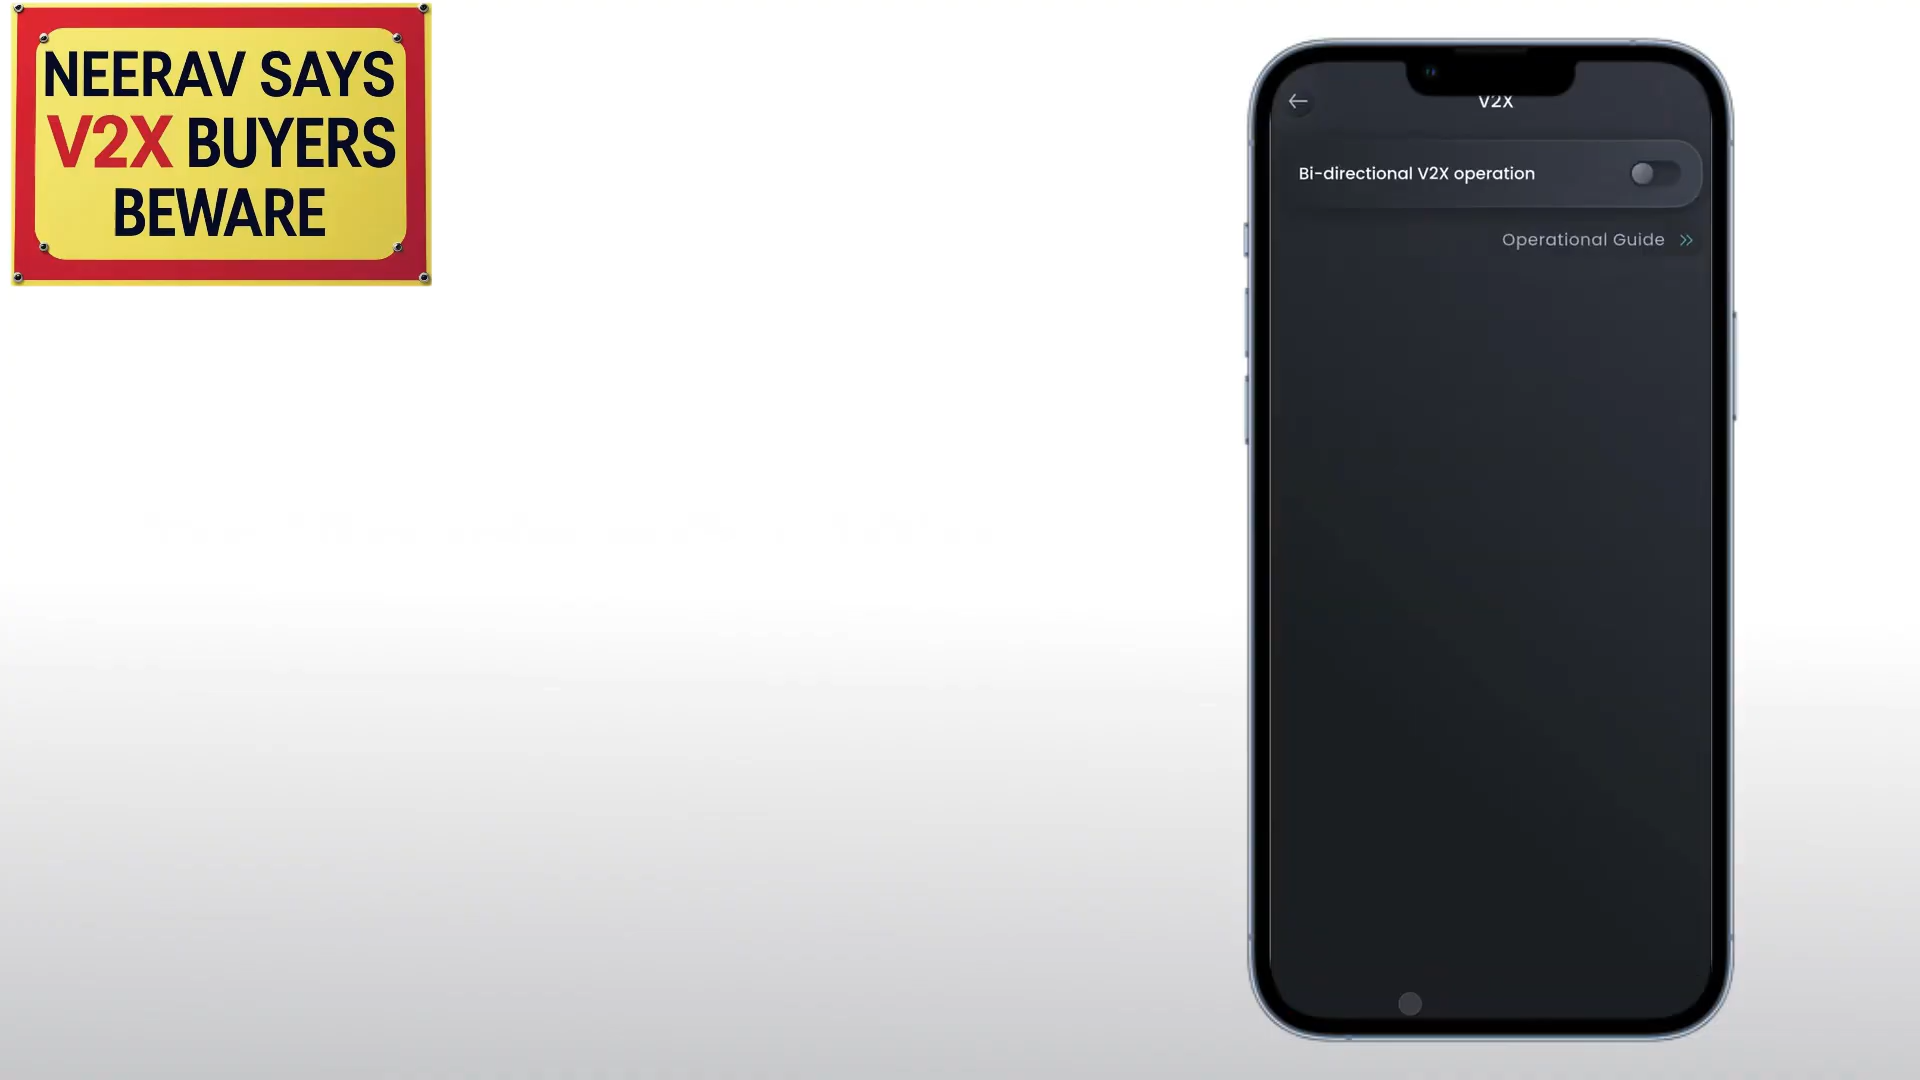 NEERAV SAYS
V2X BUYERS
BEWARE
V2X
Bi-directional V2X operation
Operational Guide »